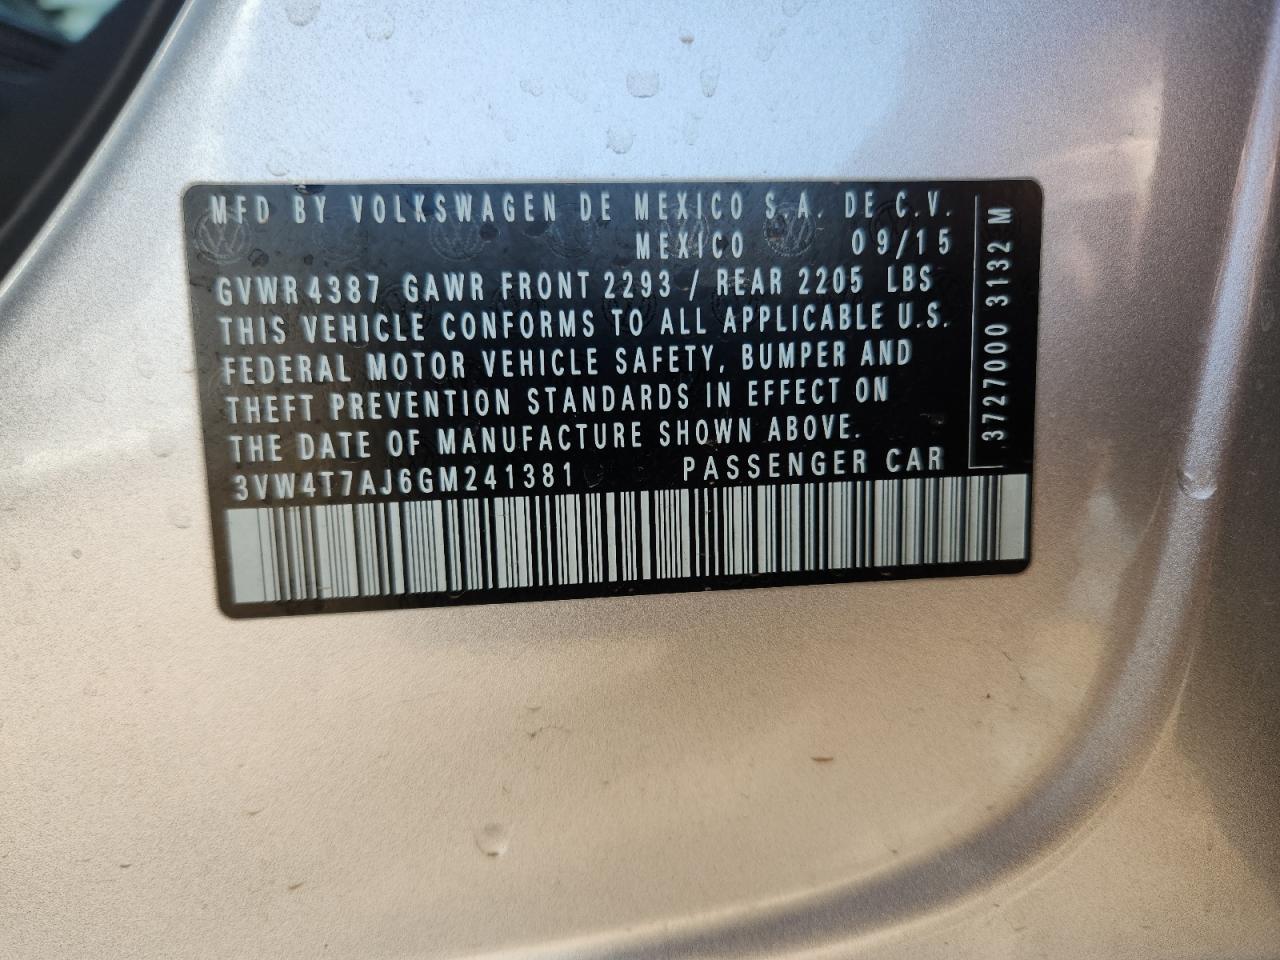 MFD BY VOLKSWAGEN DE MEXICO S.A. DE C.V.
MEXICO 09/15
GVWR 4387 GAWR FRONT 2293 / REAR 2205 LBS
THIS VEHICLE CONFORMS TO ALL APPLICABLE U.S.
FEDERAL MOTOR VEHICLE SAFETY, BUMPER AND
THEFT PREVENTION STANDARDS IN EFFECT ON
THE DATE OF MANUFACTURE SHOWN ABOVE.
3VW4T7AJ6GM241381 PASSENGER CAR
3727000 3132 M